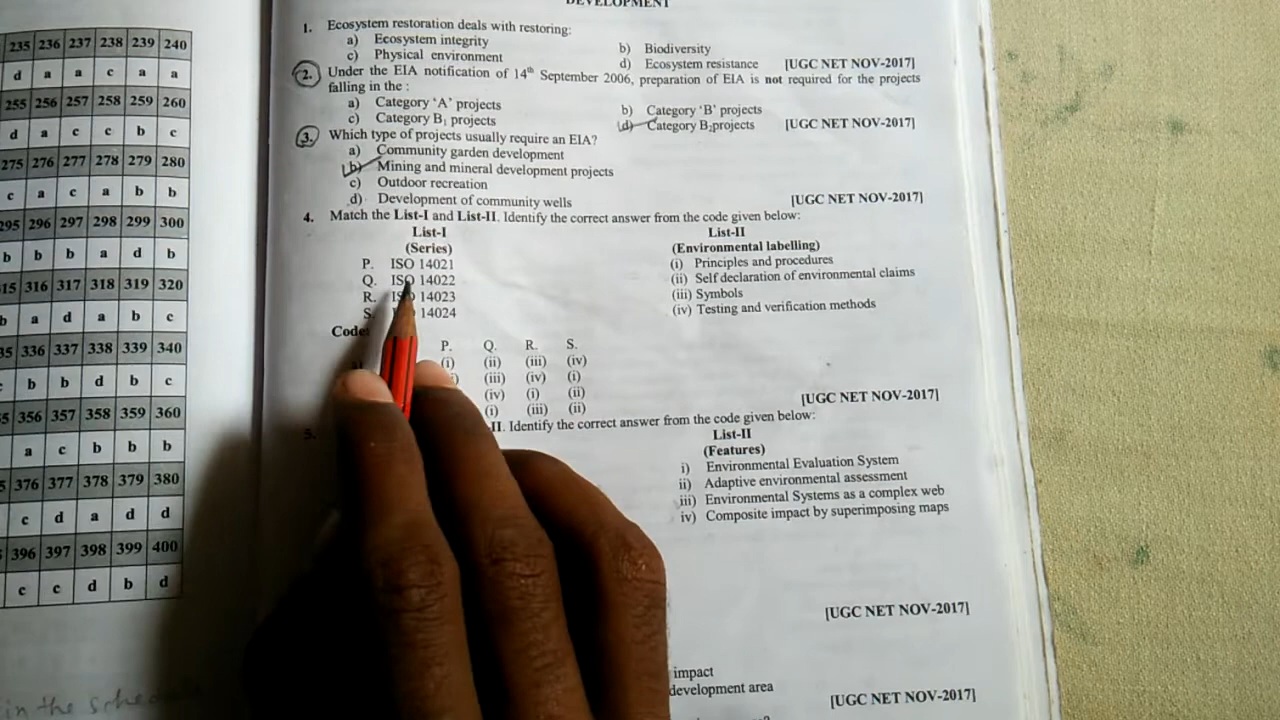 235 236 237 238 239 240
d a a c a a
255 256 257 258 259 260
d a c c b c
275 276 277 278 279 280
c a c a b b
295 296 297 298 299 300
b b b a d b
15 316 317 318 319 320
b a d a b c
35 336 337 338 339 340
b b d b c
5 356 357 358 359 360
a c b b b
5 376 377 378 379 380
c d a d d
396 397 398 399 400
c c d b d
in the sche
DEVELOPMENT
1. Ecosystem restoration deals with restoring:
a) Ecosystem integrity b) Biodiversity
c) Physical environment d) Ecosystem resistance [UGC NET NOV-2017]
2. Under the EIA notification of 14th September 2006, preparation of EIA is not required for the projects
falling in the :
a) Category 'A' projects b) Category 'B' projects
c) Category B1 projects d) Category B2projects [UGC NET NOV-2017]
3. Which type of projects usually require an EIA?
a) Community garden development
b) Mining and mineral development projects
c) Outdoor recreation
d) Development of community wells [UGC NET NOV-2017]
4. Match the List-I and List-II. Identify the correct answer from the code given below:
List-I List-II
(Series) (Environmental labelling)
P. ISO 14021 (i) Principles and procedures
Q. ISO 14022 (ii) Self declaration of environmental claims
R. 14023 (iii) Symbols
S. 14024 (iv) Testing and verification methods
Code
P. Q. R. S.
(i) (ii) (iii) (iv)
(iii) (iv) (i)
(iv) (i) (ii)
(i) (iii) (ii) [UGC NET NOV-2017]
5. II. Identify the correct answer from the code given below:
List-II
(Features)
i) Environmental Evaluation System
ii) Adaptive environmental assessment
iii) Environmental Systems as a complex web
iv) Composite impact by superimposing maps
[UGC NET NOV-2017]
impact
development area [UGC NET NOV-2017]